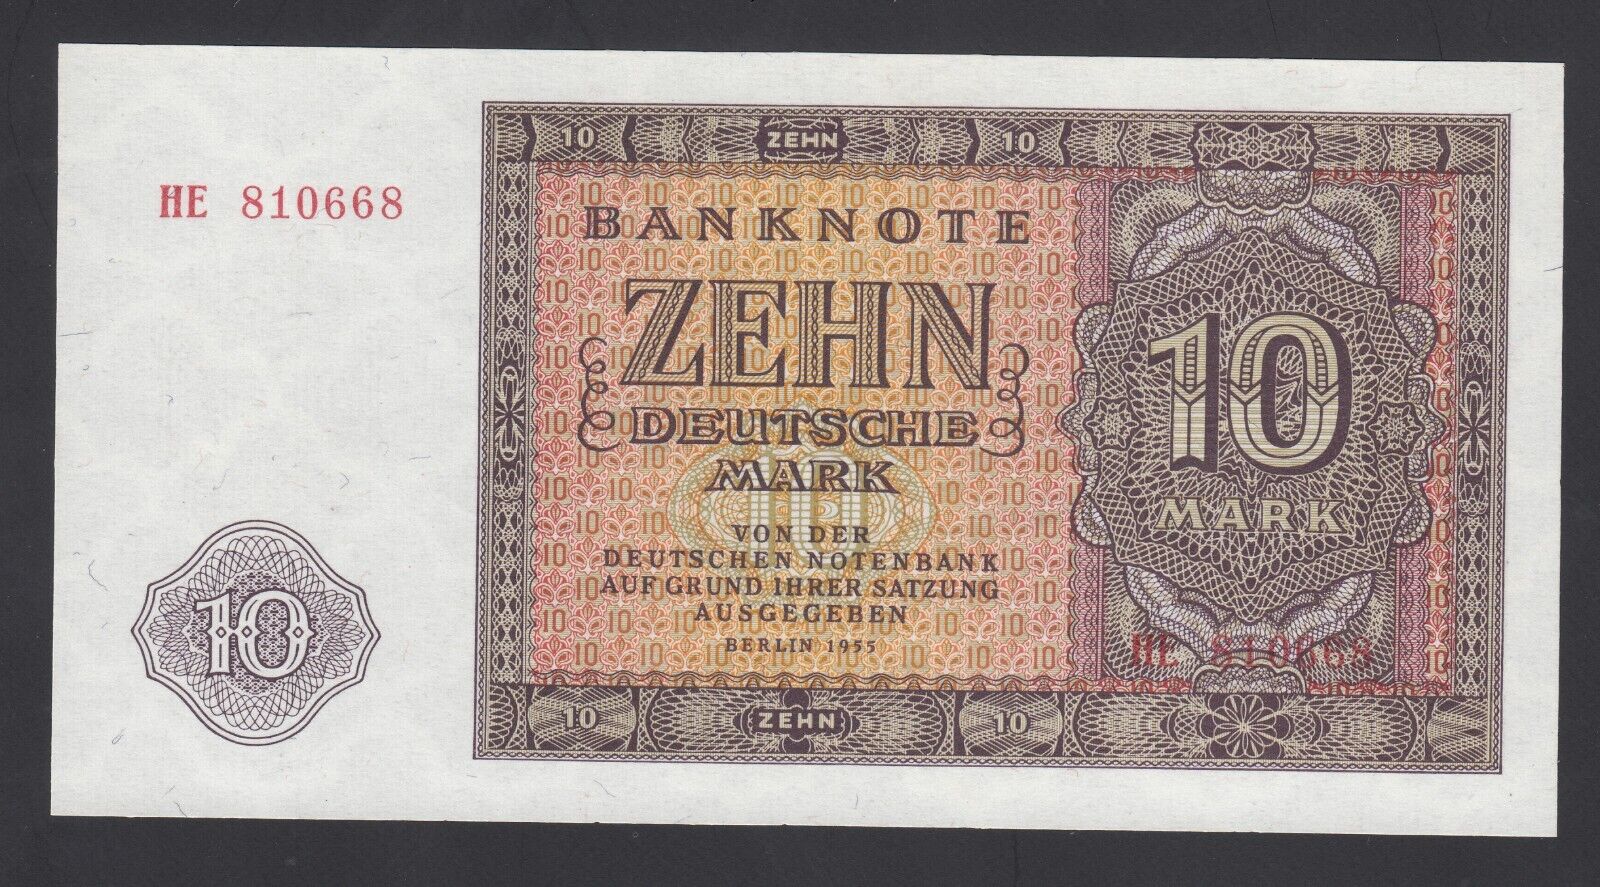 10 ZEHN 10
HE 810668
BANKNOTE
ZEHN
DEUTSCHE
MARK
10
MARK
VON DER
DEUTSCHEN NOTENBANK
AUF GRUND IHRER SATZUNG
AUSGEGEBEN
BERLIN 1955
10
HE 810668
10 ZEHN 10